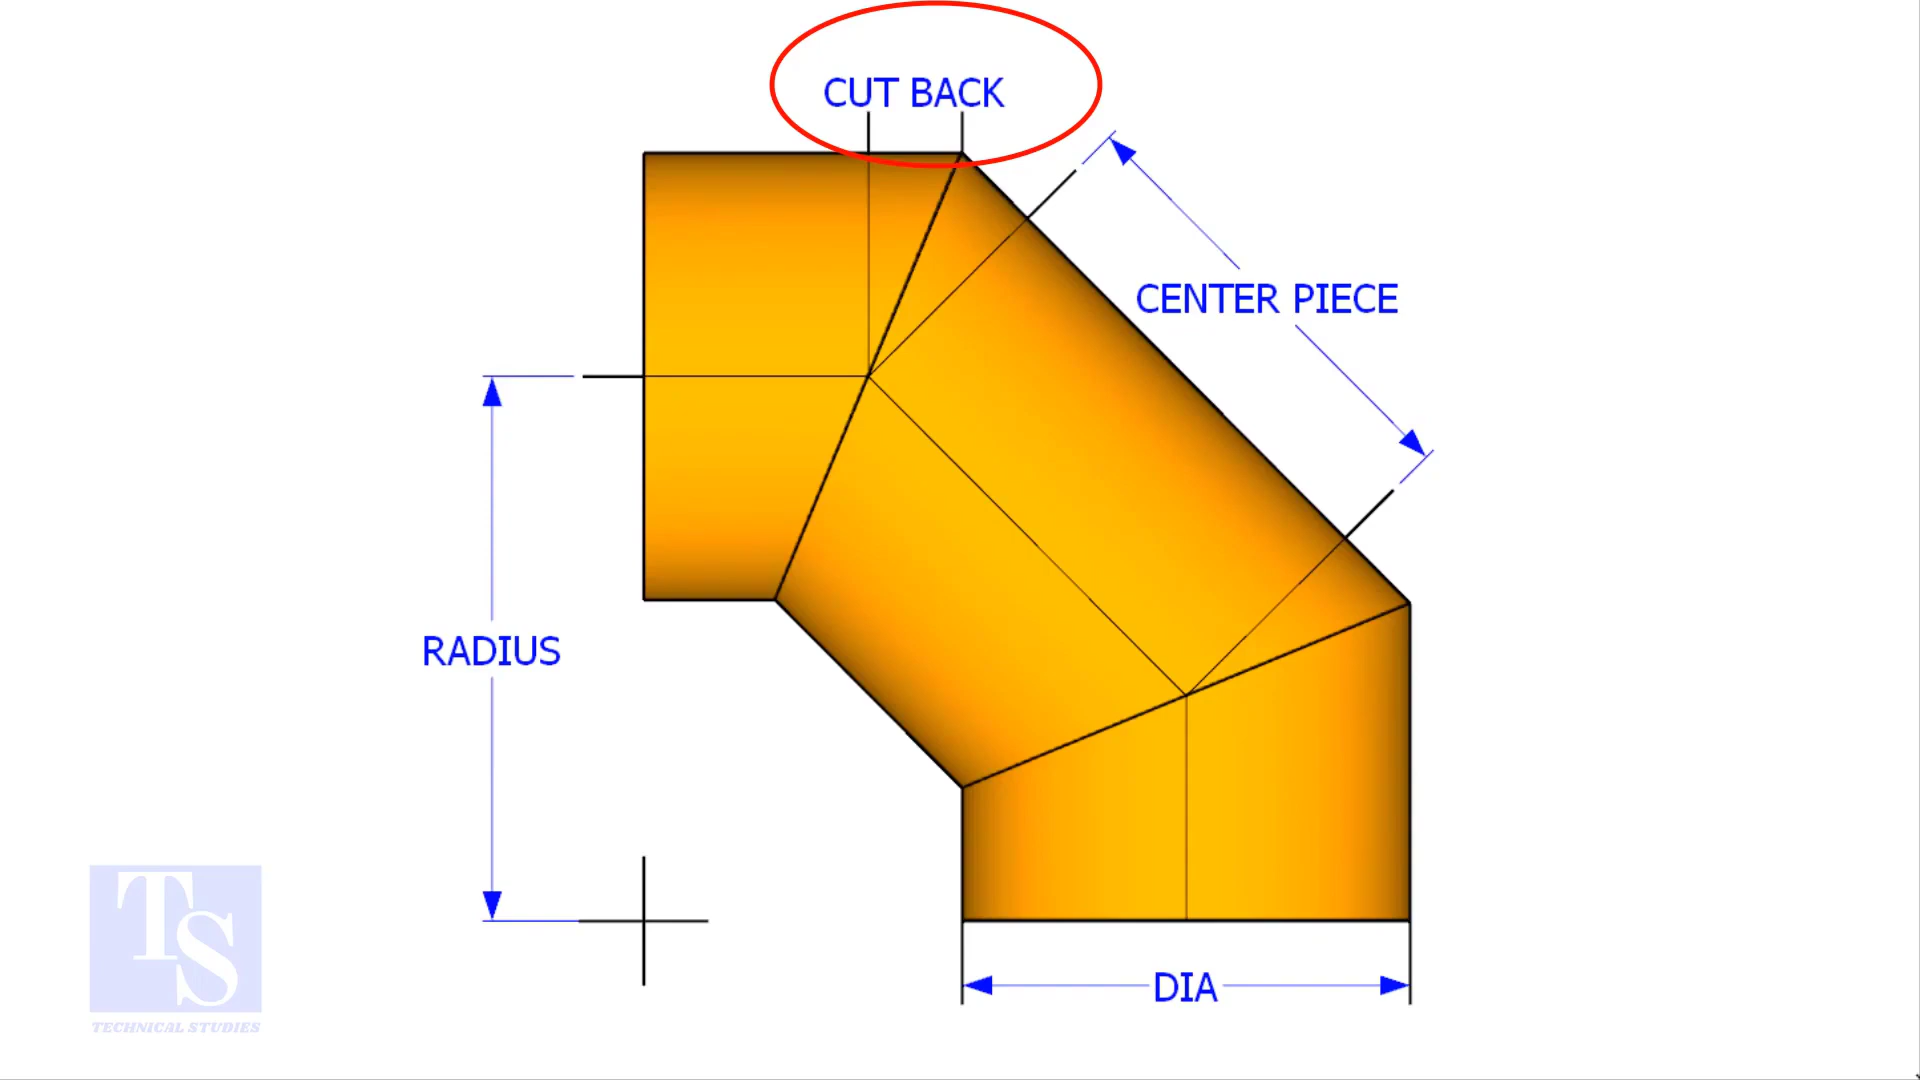 CUT BACK
CENTER PIECE
RADIUS
DIA
TS
TECHNICAL STUDIES